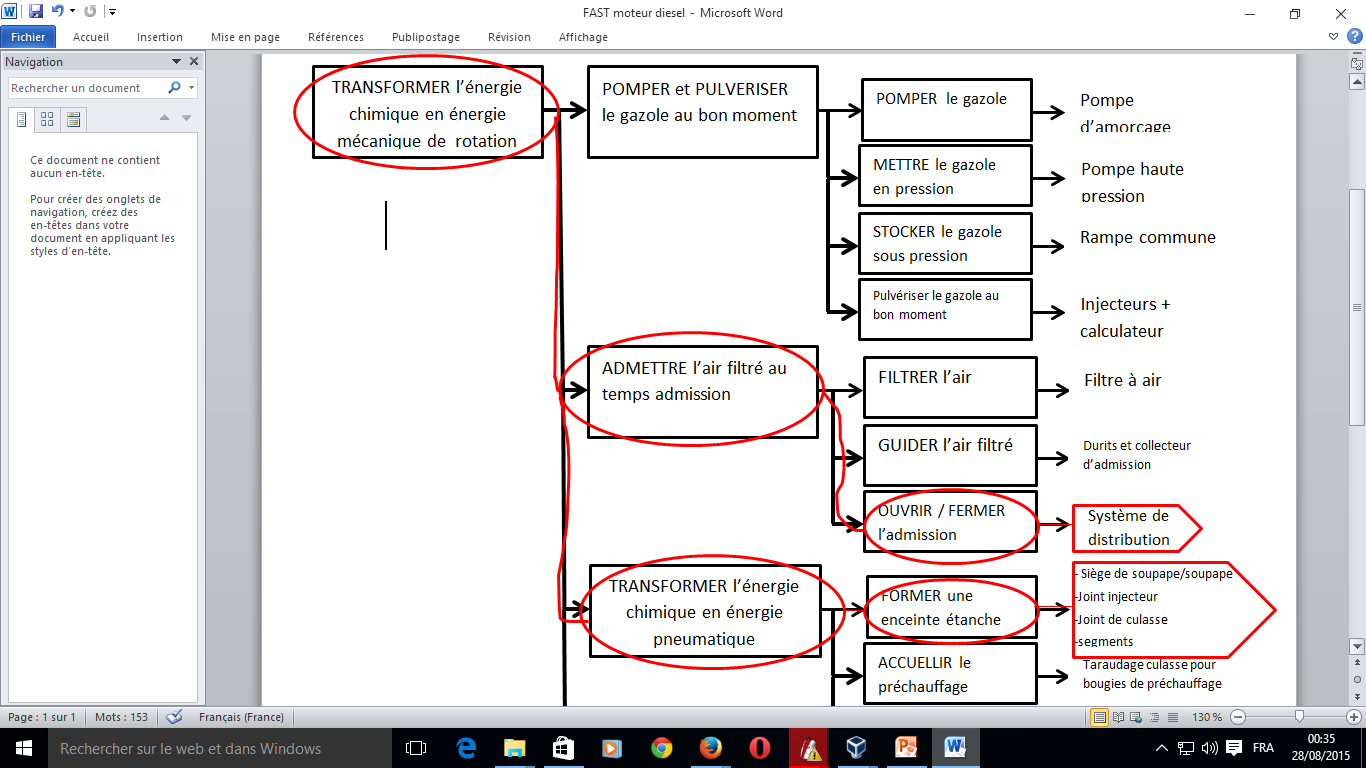 FAST moteur diesel - Microsoft Word
Fichier
Accueil
Insertion
Mise en page
Références
Publipostage
Révision
Affichage
Navigation
Rechercher un document
Ce document ne contient
aucun en-tête.
Pour créer des onglets de
navigation, créez des
en-têtes dans votre
document en appliquant les
styles d'en-tête.
TRANSFORMER l'énergie
chimique en énergie
mécanique de rotation
POMPER et PULVERISER
le gazole au bon moment
POMPER le gazole
Pompe
d'amorçage
METTRE le gazole
en pression
Pompe haute
pression
STOCKER le gazole
sous pression
Rampe commune
Pulvériser le gazole au
bon moment
Injecteurs +
calculateur
ADMETTRE l'air filtré au
temps admission
FILTRER l'air
Filtre à air
GUIDER l'air filtré
Durits et collecteur
d'admission
OUVRIR / FERMER
l'admission
Système de
distribution
TRANSFORMER l'énergie
chimique en énergie
pneumatique
FORMER une
enceinte étanche
- Siège de soupape/soupape
-Joint injecteur
-Joint de culasse
-segments
ACCUELLIR le
préchauffage
Taraudage culasse pour
bougies de préchauffage
Page : 1 sur 1
Mots : 153
Français (France)
130 %
Rechercher sur le web et dans Windows
FRA
00:35
28/08/2015